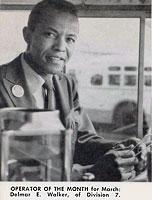 OPERATOR OF THE MONTH for March:
Delmar E. Walker, of Division 7.